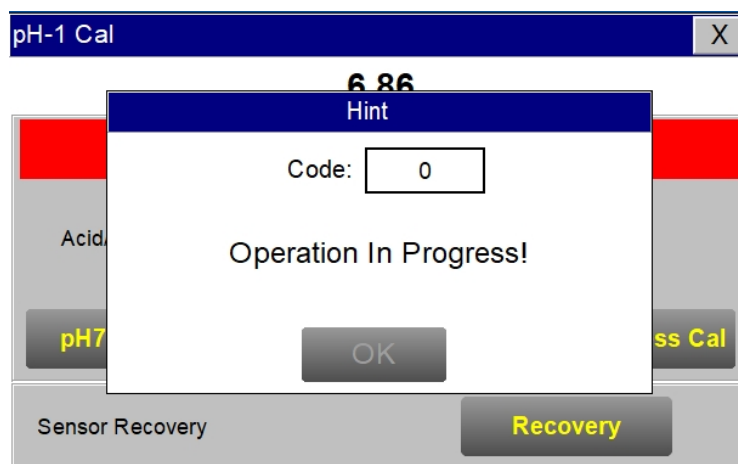 pH-1 Cal X
6.86
Hint
Code: 0
Acid/
Operation In Progress!
pH7
OK
ss Cal
Sensor Recovery
Recovery